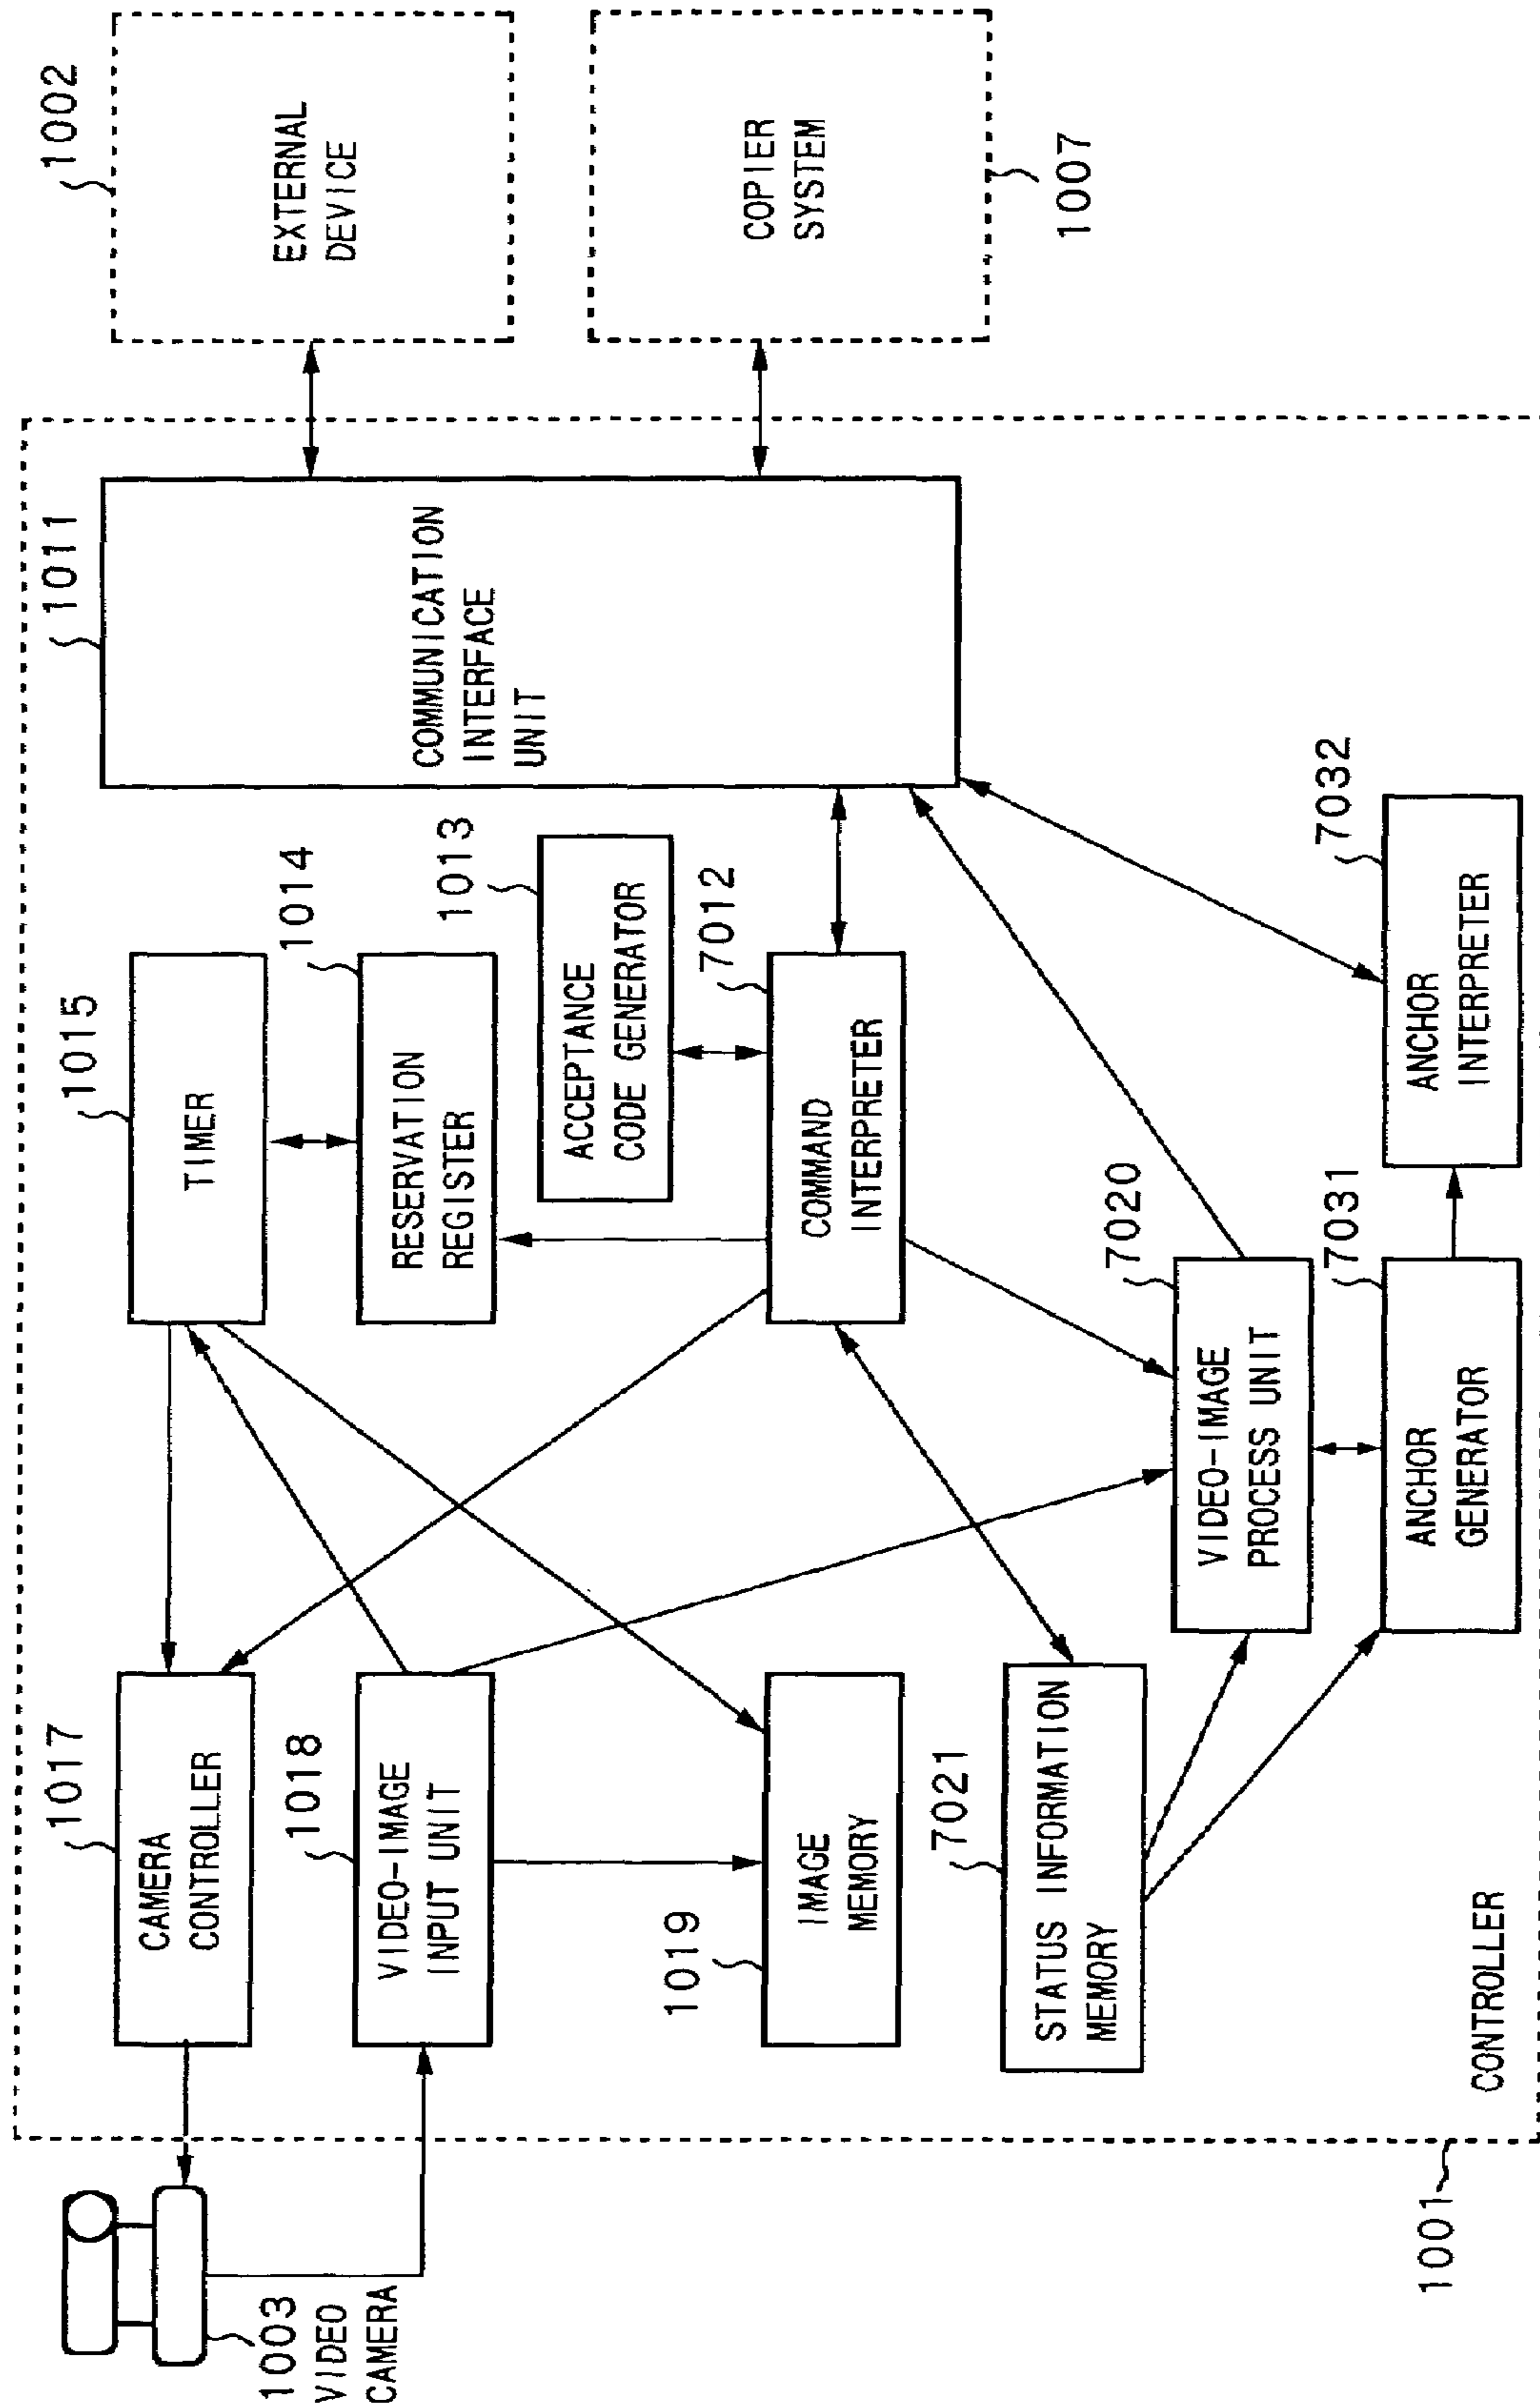 1003
VIDEO
CAMERA
1017
CAMERA
CONTROLLER
1015
TIMER
1011
COMMUNICATION
INTERFACE
UNIT
1002
EXTERNAL
DEVICE
1018
VIDEO-IMAGE
INPUT UNIT
1014
RESERVATION
REGISTER
1013
ACCEPTANCE
CODE GENERATOR
1019
IMAGE
MEMORY
7012
COMMAND
INTERPRETER
COPIER
SYSTEM
1007
7021
STATUS INFORMATION
MEMORY
7020
VIDEO-IMAGE
PROCESS UNIT
7031
ANCHOR
GENERATOR
7032
ANCHOR
INTERPRETER
CONTROLLER
1001